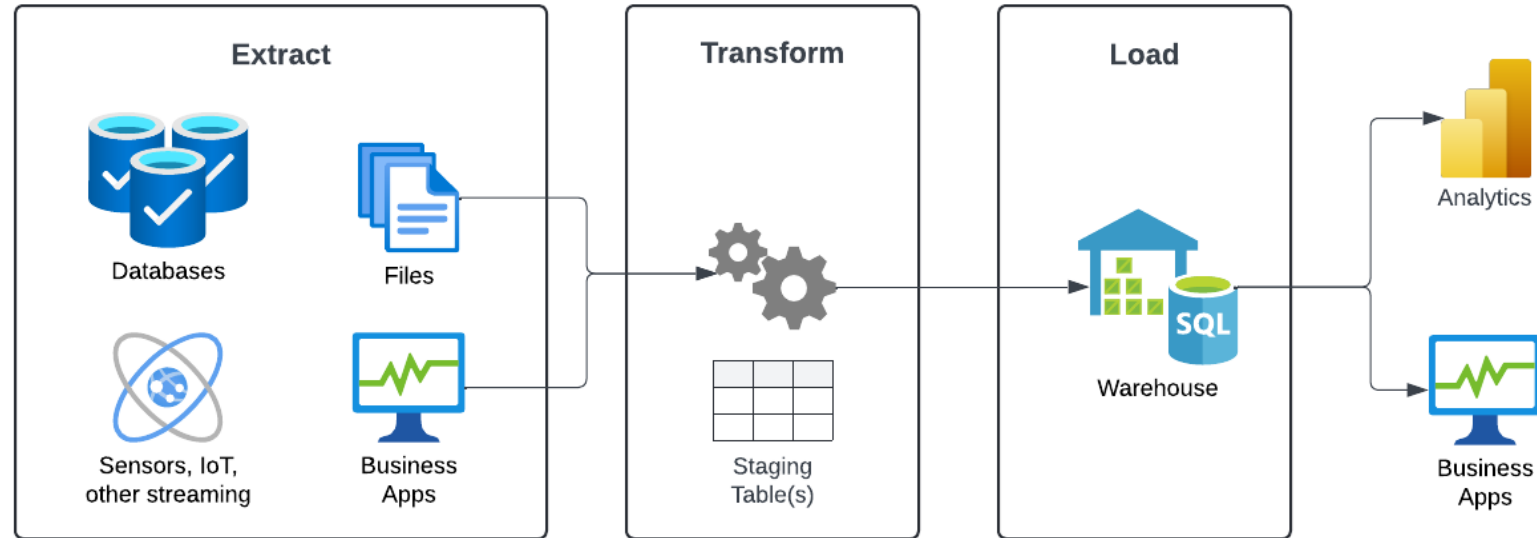 Extract
Transform
Load
Databases
Files
Analytics
SQL
Warehouse
Sensors, IoT,
other streaming
Business
Apps
Staging
Table(s)
Business
Apps